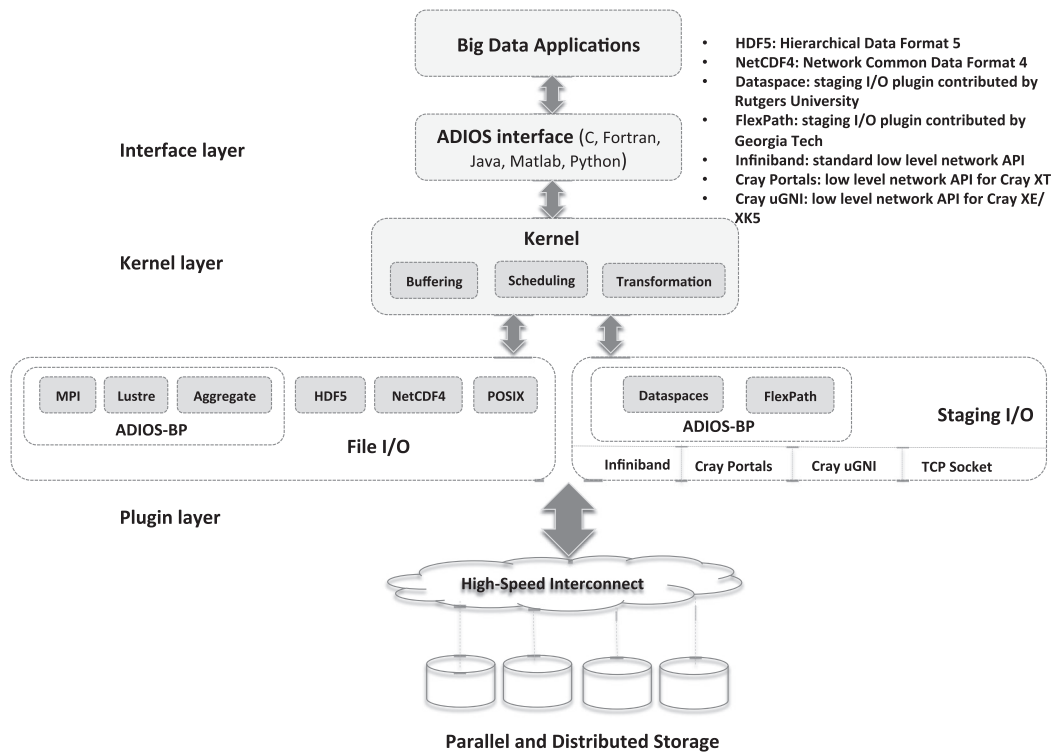 Big Data Applications
• HDF5: Hierarchical Data Format 5
• NetCDF4: Network Common Data Format 4
• Dataspace: staging I/O plugin contributed by
Rutgers University
• FlexPath: staging I/O plugin contributed by
Georgia Tech
• Infiniband: standard low level network API
• Cray Portals: low level network API for Cray XT
• Cray uGNI: low level network API for Cray XE/
XK5
Interface layer
ADIOS interface (C, Fortran,
Java, Matlab, Python)
Kernel layer
Kernel
Buffering
Scheduling
Transformation
MPI
Lustre
Aggregate
ADIOS-BP
HDF5
NetCDF4
POSIX
File I/O
Dataspaces
FlexPath
ADIOS-BP
Staging I/O
Infiniband
Cray Portals
Cray uGNI
TCP Socket
Plugin layer
High-Speed Interconnect
Parallel and Distributed Storage